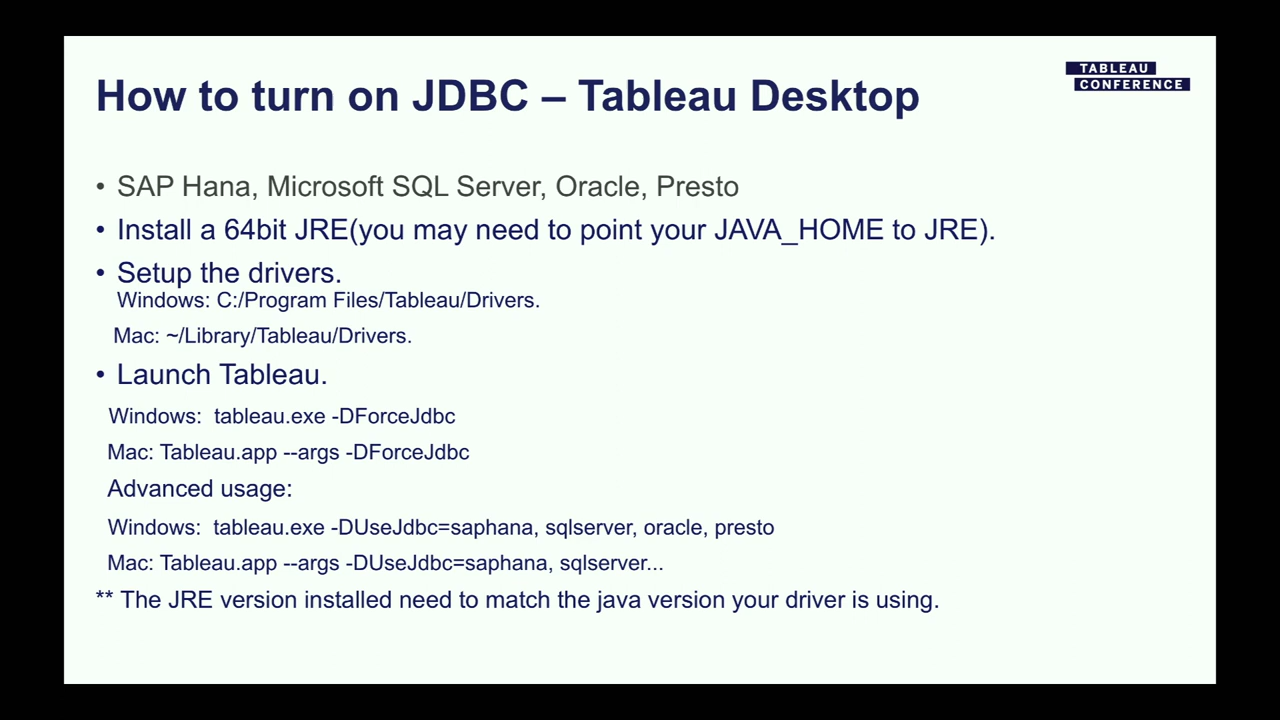 TABLEAU
CONFERENCE
How to turn on JDBC – Tableau Desktop
• SAP Hana, Microsoft SQL Server, Oracle, Presto
• Install a 64bit JRE(you may need to point your JAVA_HOME to JRE).
• Setup the drivers.
Windows: C:/Program Files/Tableau/Drivers.
Mac: ~/Library/Tableau/Drivers.
• Launch Tableau.
Windows:  tableau.exe -DForceJdbc
Mac: Tableau.app --args -DForceJdbc
Advanced usage:
Windows:  tableau.exe -DUseJdbc=saphana, sqlserver, oracle, presto
Mac: Tableau.app --args -DUseJdbc=saphana, sqlserver...
** The JRE version installed need to match the java version your driver is using.